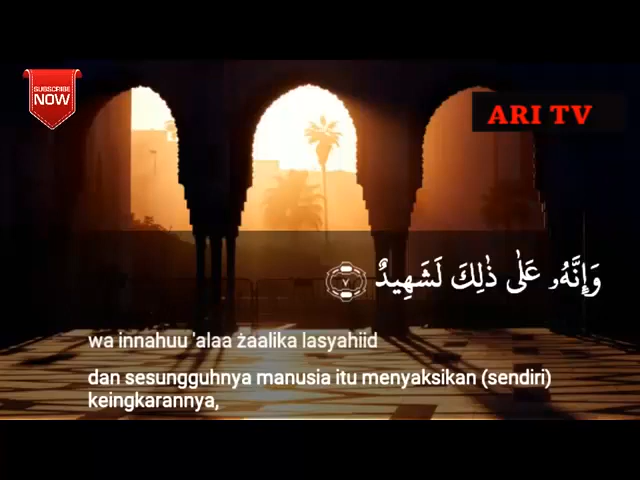 SUBSCRIBE
NOW
ARI TV
وَإِنَّهُۥ عَلَىٰ ذَٰلِكَ لَشَهِيدٌ ٧
wa innahuu 'alaa żaalika lasyahiid
dan sesungguhnya manusia itu menyaksikan (sendiri)
keingkarannya,